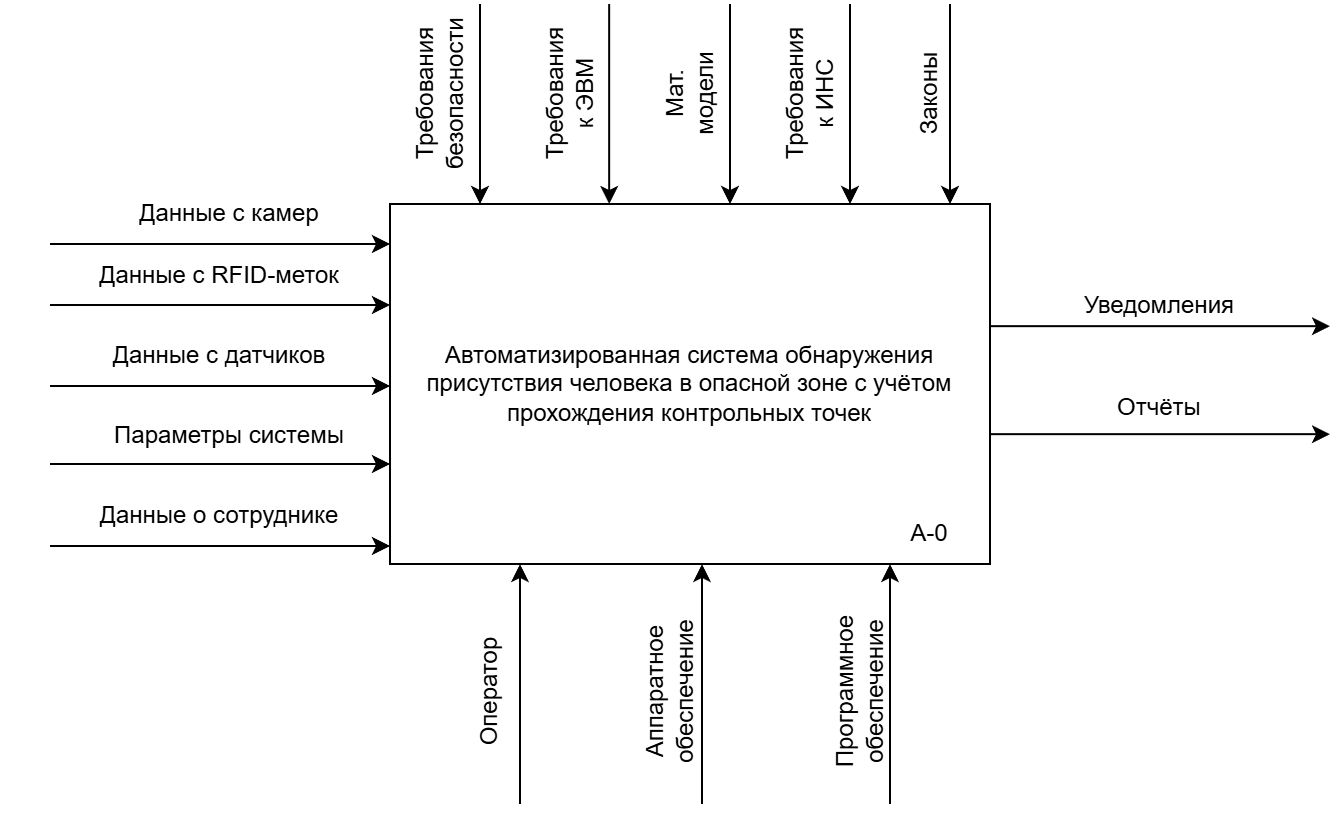 Требования
безопасности
Требования
к ЭВМ
Мат.
модели
Требования
к ИНС
Законы
Данные с камер
Данные с RFID-меток
Данные с датчиков
Параметры системы
Данные о сотруднике
Автоматизированная система обнаружения
присутствия человека в опасной зоне с учётом
прохождения контрольных точек
A-0
Уведомления
Отчёты
Оператор
Аппаратное
обеспечение
Программное
обеспечение